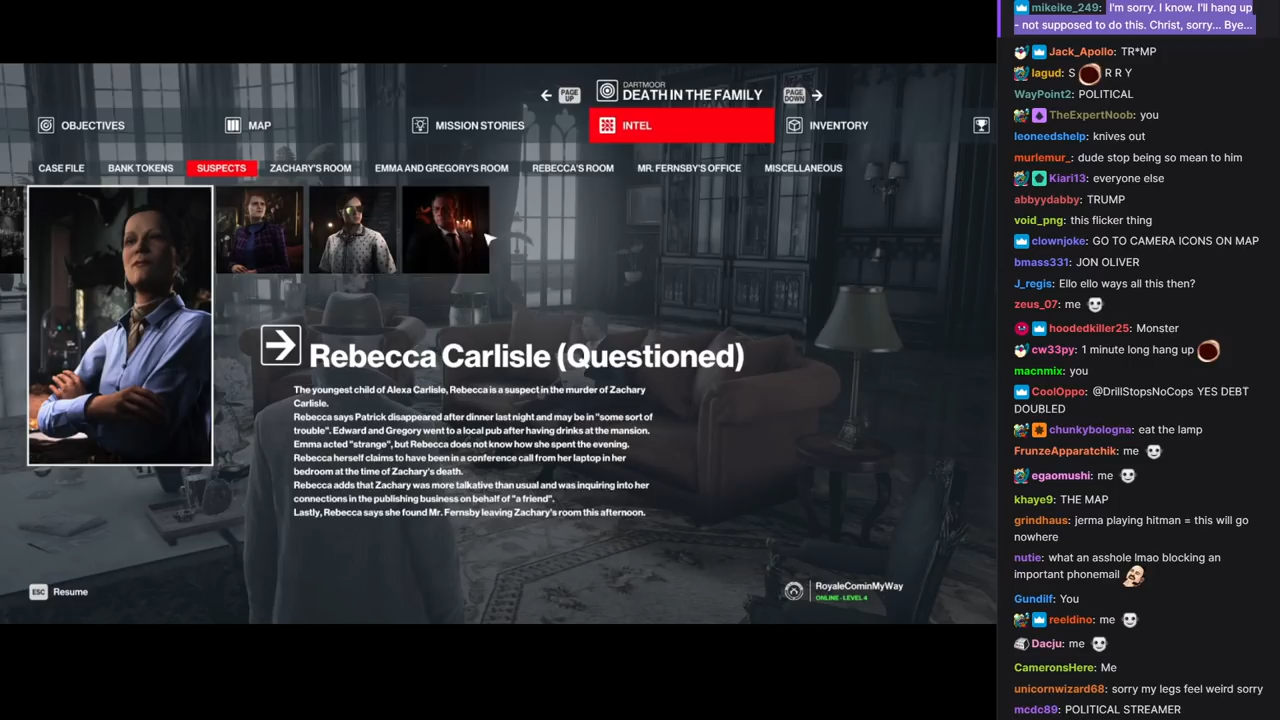 DARTMOOR
PAGE UP
DEATH IN THE FAMILY
PAGE DOWN
OBJECTIVES
MAP
MISSION STORIES
INTEL
INVENTORY
CASE FILE
BANK TOKENS
SUSPECTS
ZACHARY'S ROOM
EMMA AND GREGORY'S ROOM
REBECCA'S ROOM
MR. FERNSBY'S OFFICE
MISCELLANEOUS
Rebecca Carlisle (Questioned)
The youngest child of Alexa Carlisle, Rebecca is a suspect in the murder of Zachary
Carlisle.
Rebecca says Patrick disappeared after dinner last night and may be in "some sort of
trouble". Edward and Gregory went to a local pub after having drinks at the mansion.
Emma acted "strange", but Rebecca does not know how she spent the evening.
Rebecca herself claims to have been in a conference call from her laptop in her
bedroom at the time of Zachary's death.
Rebecca adds that Zachary was more talkative than usual and was inquiring into her
connections in the publishing business on behalf of "a friend".
Lastly, Rebecca says she found Mr. Fernsby leaving Zachary's room this afternoon.
ESC Resume
RoyaleCominMyWay
ONLINE - LEVEL 4
mikeike_249: I'm sorry. I know. I'll hang up
- not supposed to do this. Christ, sorry... Bye...
Jack_Apollo: TR*MP
lagud: S R R Y
WayPoint2: POLITICAL
TheExpertNoob: you
leoneedshelp: knives out
murlemur_: dude stop being so mean to him
Kiari13: everyone else
abbyydabby: TRUMP
void_png: this flicker thing
clownjoke: GO TO CAMERA ICONS ON MAP
bmass331: JON OLIVER
J_regis: Ello ello ways all this then?
zeus_07: me
hoodedkiller25: Monster
cw33py: 1 minute long hang up
macnmix: you
CoolOppo: @DrillStopsNoCops YES DEBT
DOUBLED
chunkybologna: eat the lamp
FrunzeApparatchik: me
egaomushi: me
khaye9: THE MAP
grindhaus: jerma playing hitman = this will go
nowhere
nutie: what an asshole lmao blocking an
important phonemail
Gundilf: You
reeldino: me
Dacju: me
CameronsHere: Me
unicornwizard68: sorry my legs feel weird sorry
mcdc89: POLITICAL STREAMER